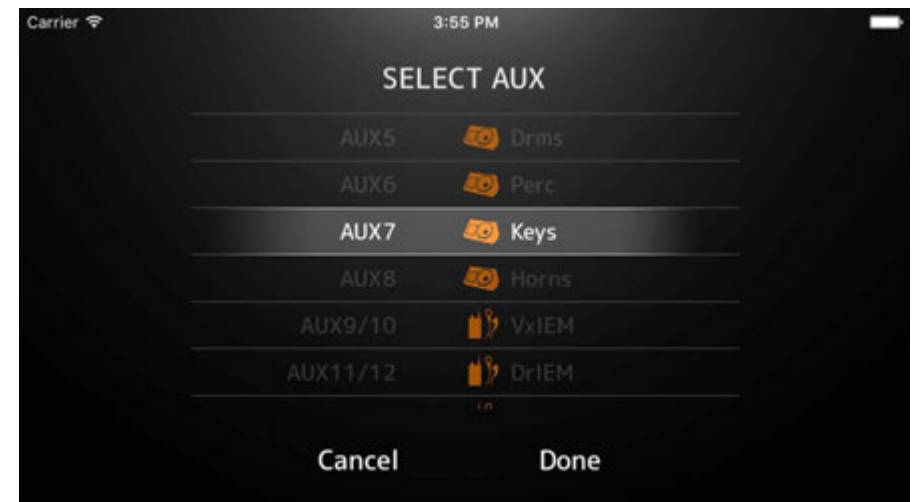 Carrier 3:55 PM
SELECT AUX
AUX5 Drms
AUX6 Perc
AUX7 Keys
AUX8 Horns
AUX9/10 VxIEM
AUX11/12 DrIEM
Cancel Done